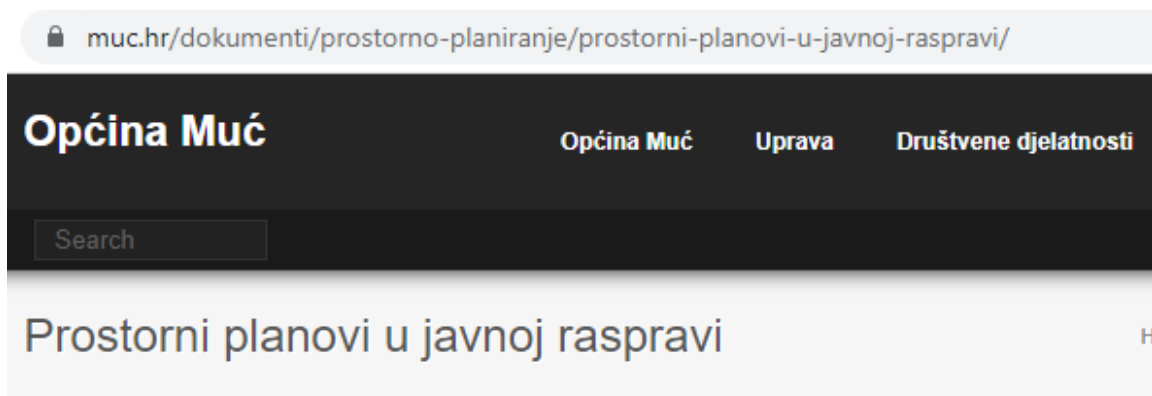 muc.hr/dokumenti/prostorno-planiranje/prostorni-planovi-u-javnoj-raspravi/
Općina Muć Općina Muć Uprava Društvene djelatnosti
Search
Prostorni planovi u javnoj raspravi